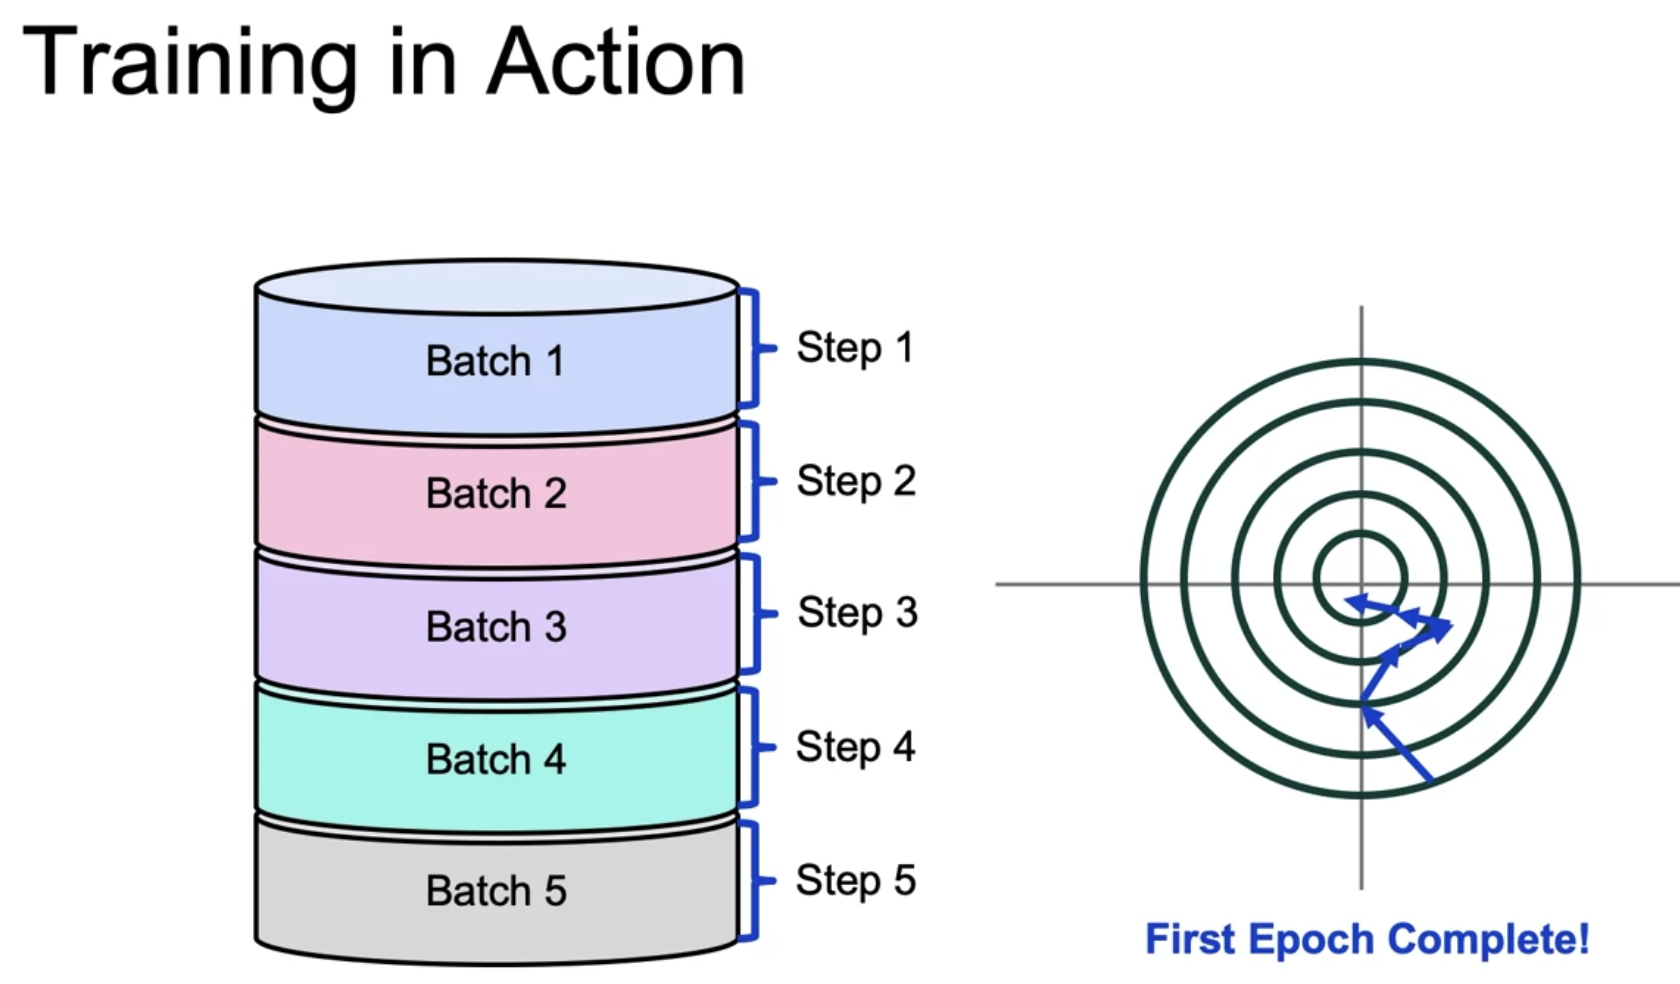 Training in Action
Batch 1
Step 1
Batch 2
Step 2
Batch 3
Step 3
Batch 4
Step 4
Batch 5
Step 5
First Epoch Complete!